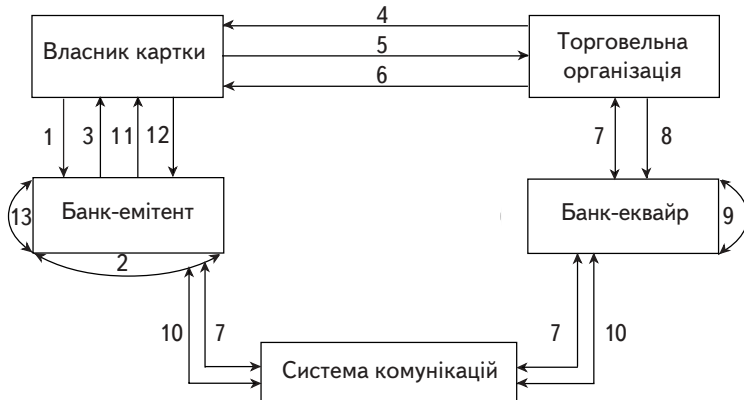 4
Власник картки
5
Торговельна
організація
6
1
3
11
12
7
8
13
Банк-емітент
Банк-еквайр
9
2
10
7
7
10
Система комунікацій